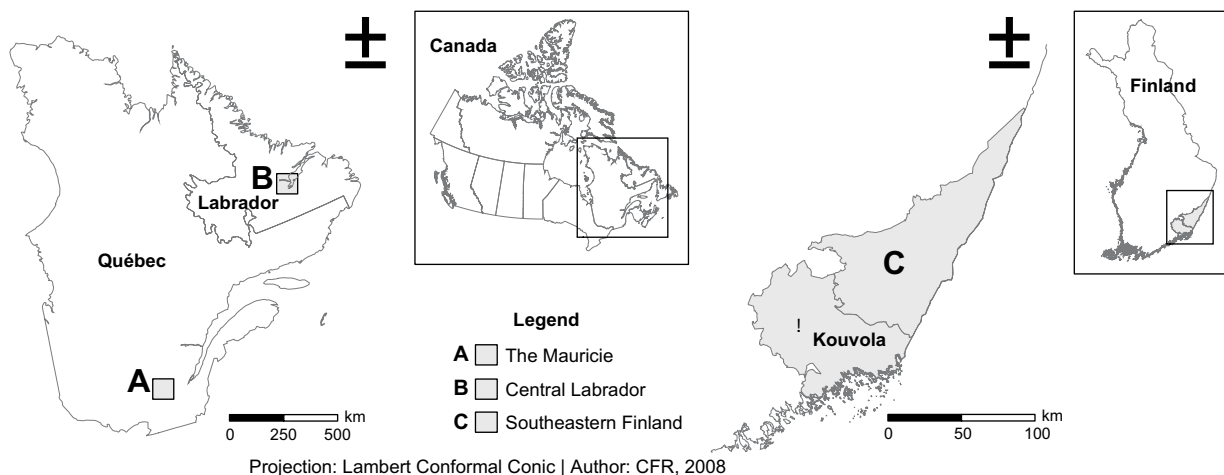 Canada
Finland
B
Labrador
Québec
A
C
!
Kouvola
Legend
A The Mauricie
B Central Labrador
C Southeastern Finland
km
0 250 500
km
0 50 100
Projection: Lambert Conformal Conic | Author: CFR, 2008